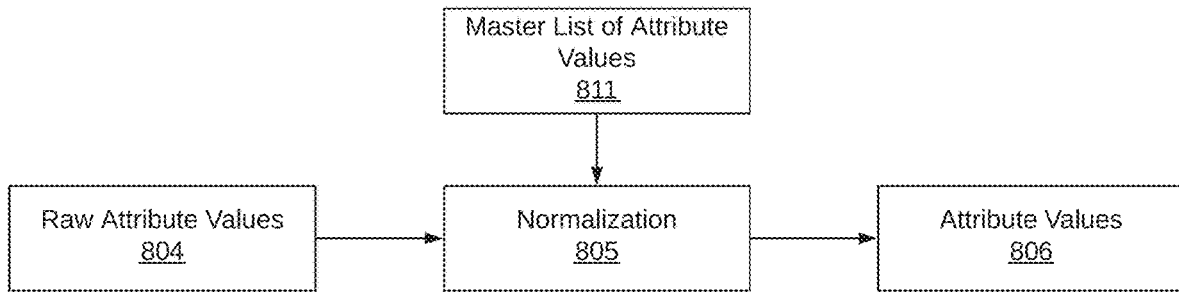 Master List of Attribute
Values
811
Raw Attribute Values
804
Normalization
805
Attribute Values
806